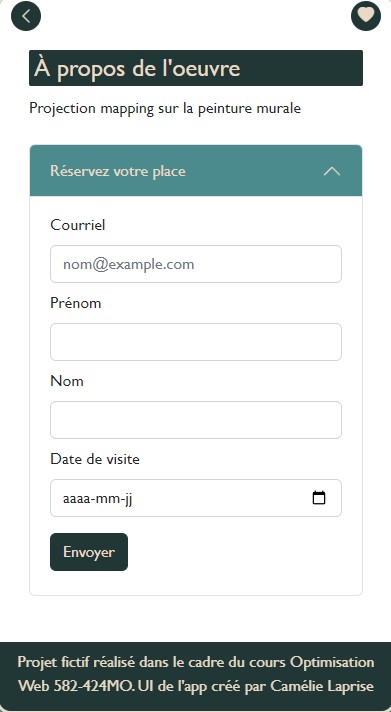 À propos de l'oeuvre
Projection mapping sur la peinture murale
Réservez votre place
Courriel
nom@example.com
Prénom
Nom
Date de visite
aaaa-mm-jj
Envoyer
Projet fictif réalisé dans le cadre du cours Optimisation
Web 582-424MO. UI de l'app créé par Camélie Laprise